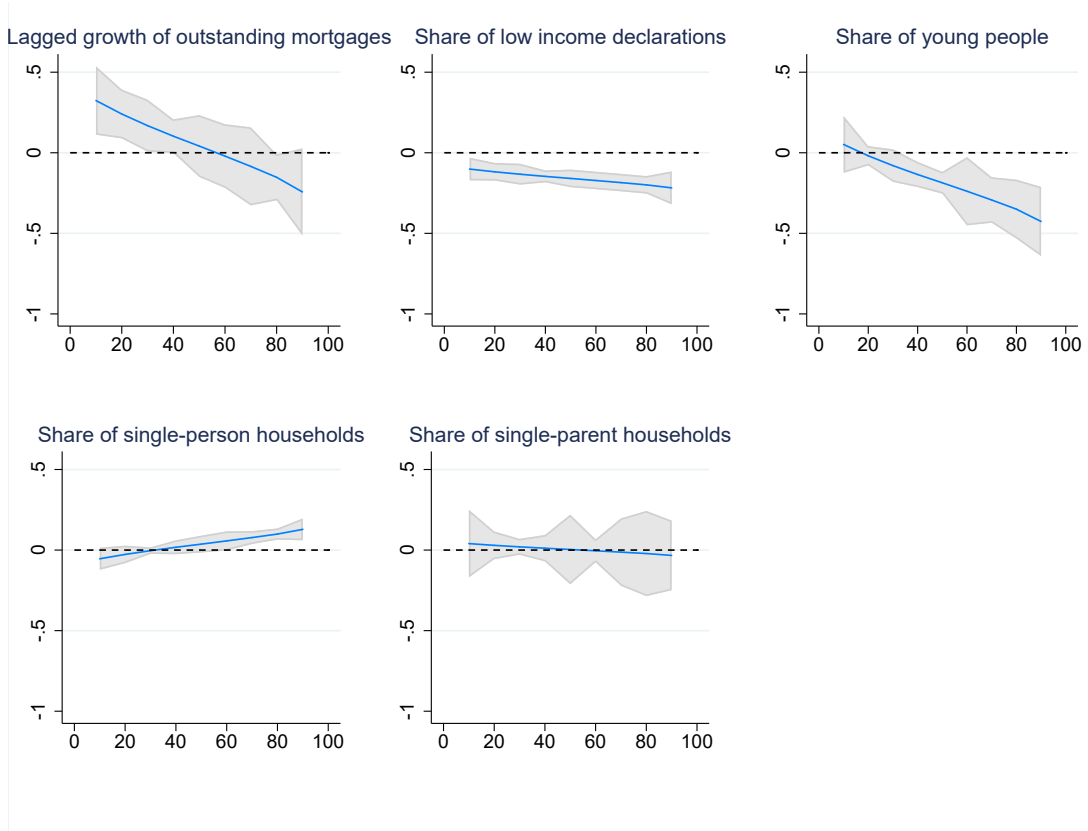 Lagged growth of outstanding mortgages
Share of low income declarations
Share of young people
.5
0
-.5
-1
0 20 40 60 80 100
.5
0
-.5
-1
0 20 40 60 80 100
.5
0
-.5
-1
0 20 40 60 80 100
Share of single-person households
Share of single-parent households
.5
0
-.5
-1
0 20 40 60 80 100
.5
0
-.5
-1
0 20 40 60 80 100